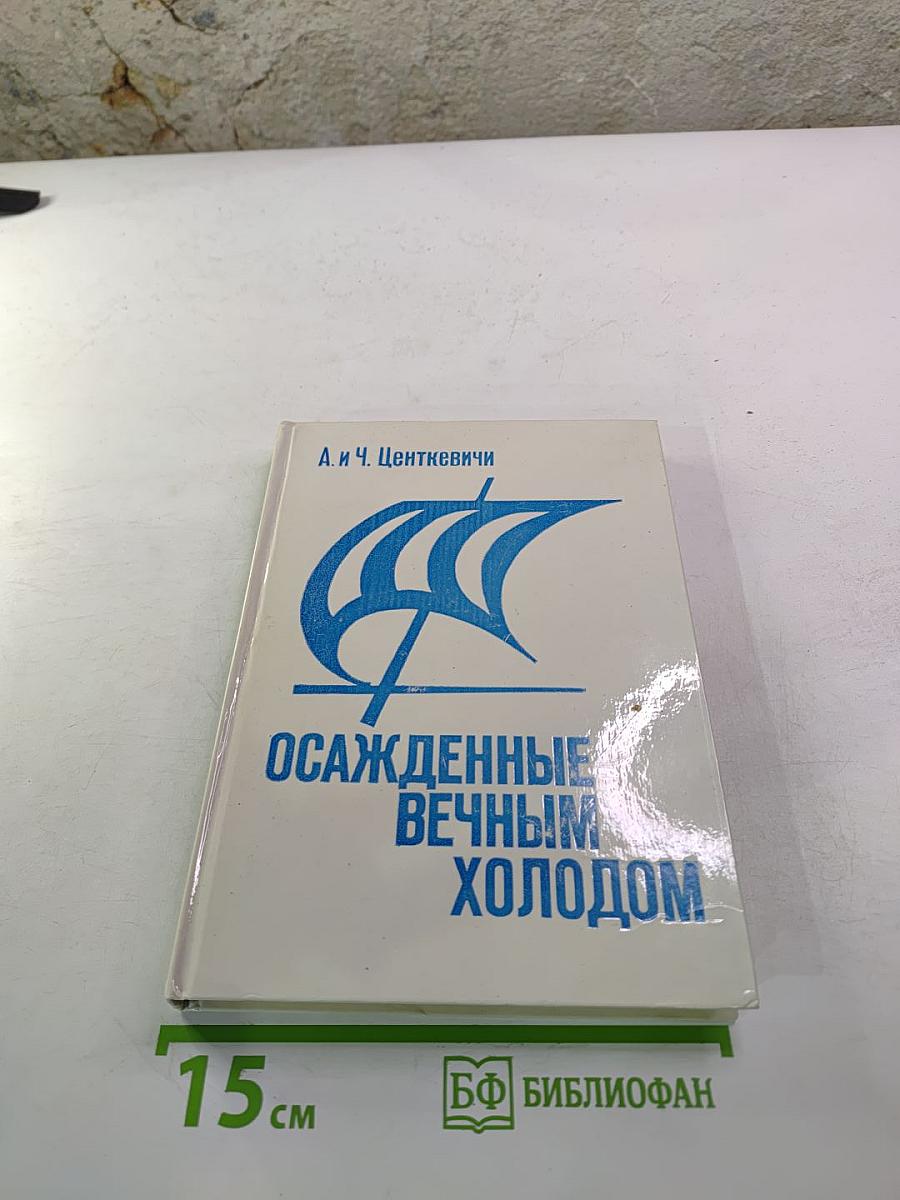 А. и Ч. Центкевичи
ОСАЖДЕННЫЕ
ВЕЧНЫМ
ХОЛОДОМ
15 см
БФ БИБЛИОФАН